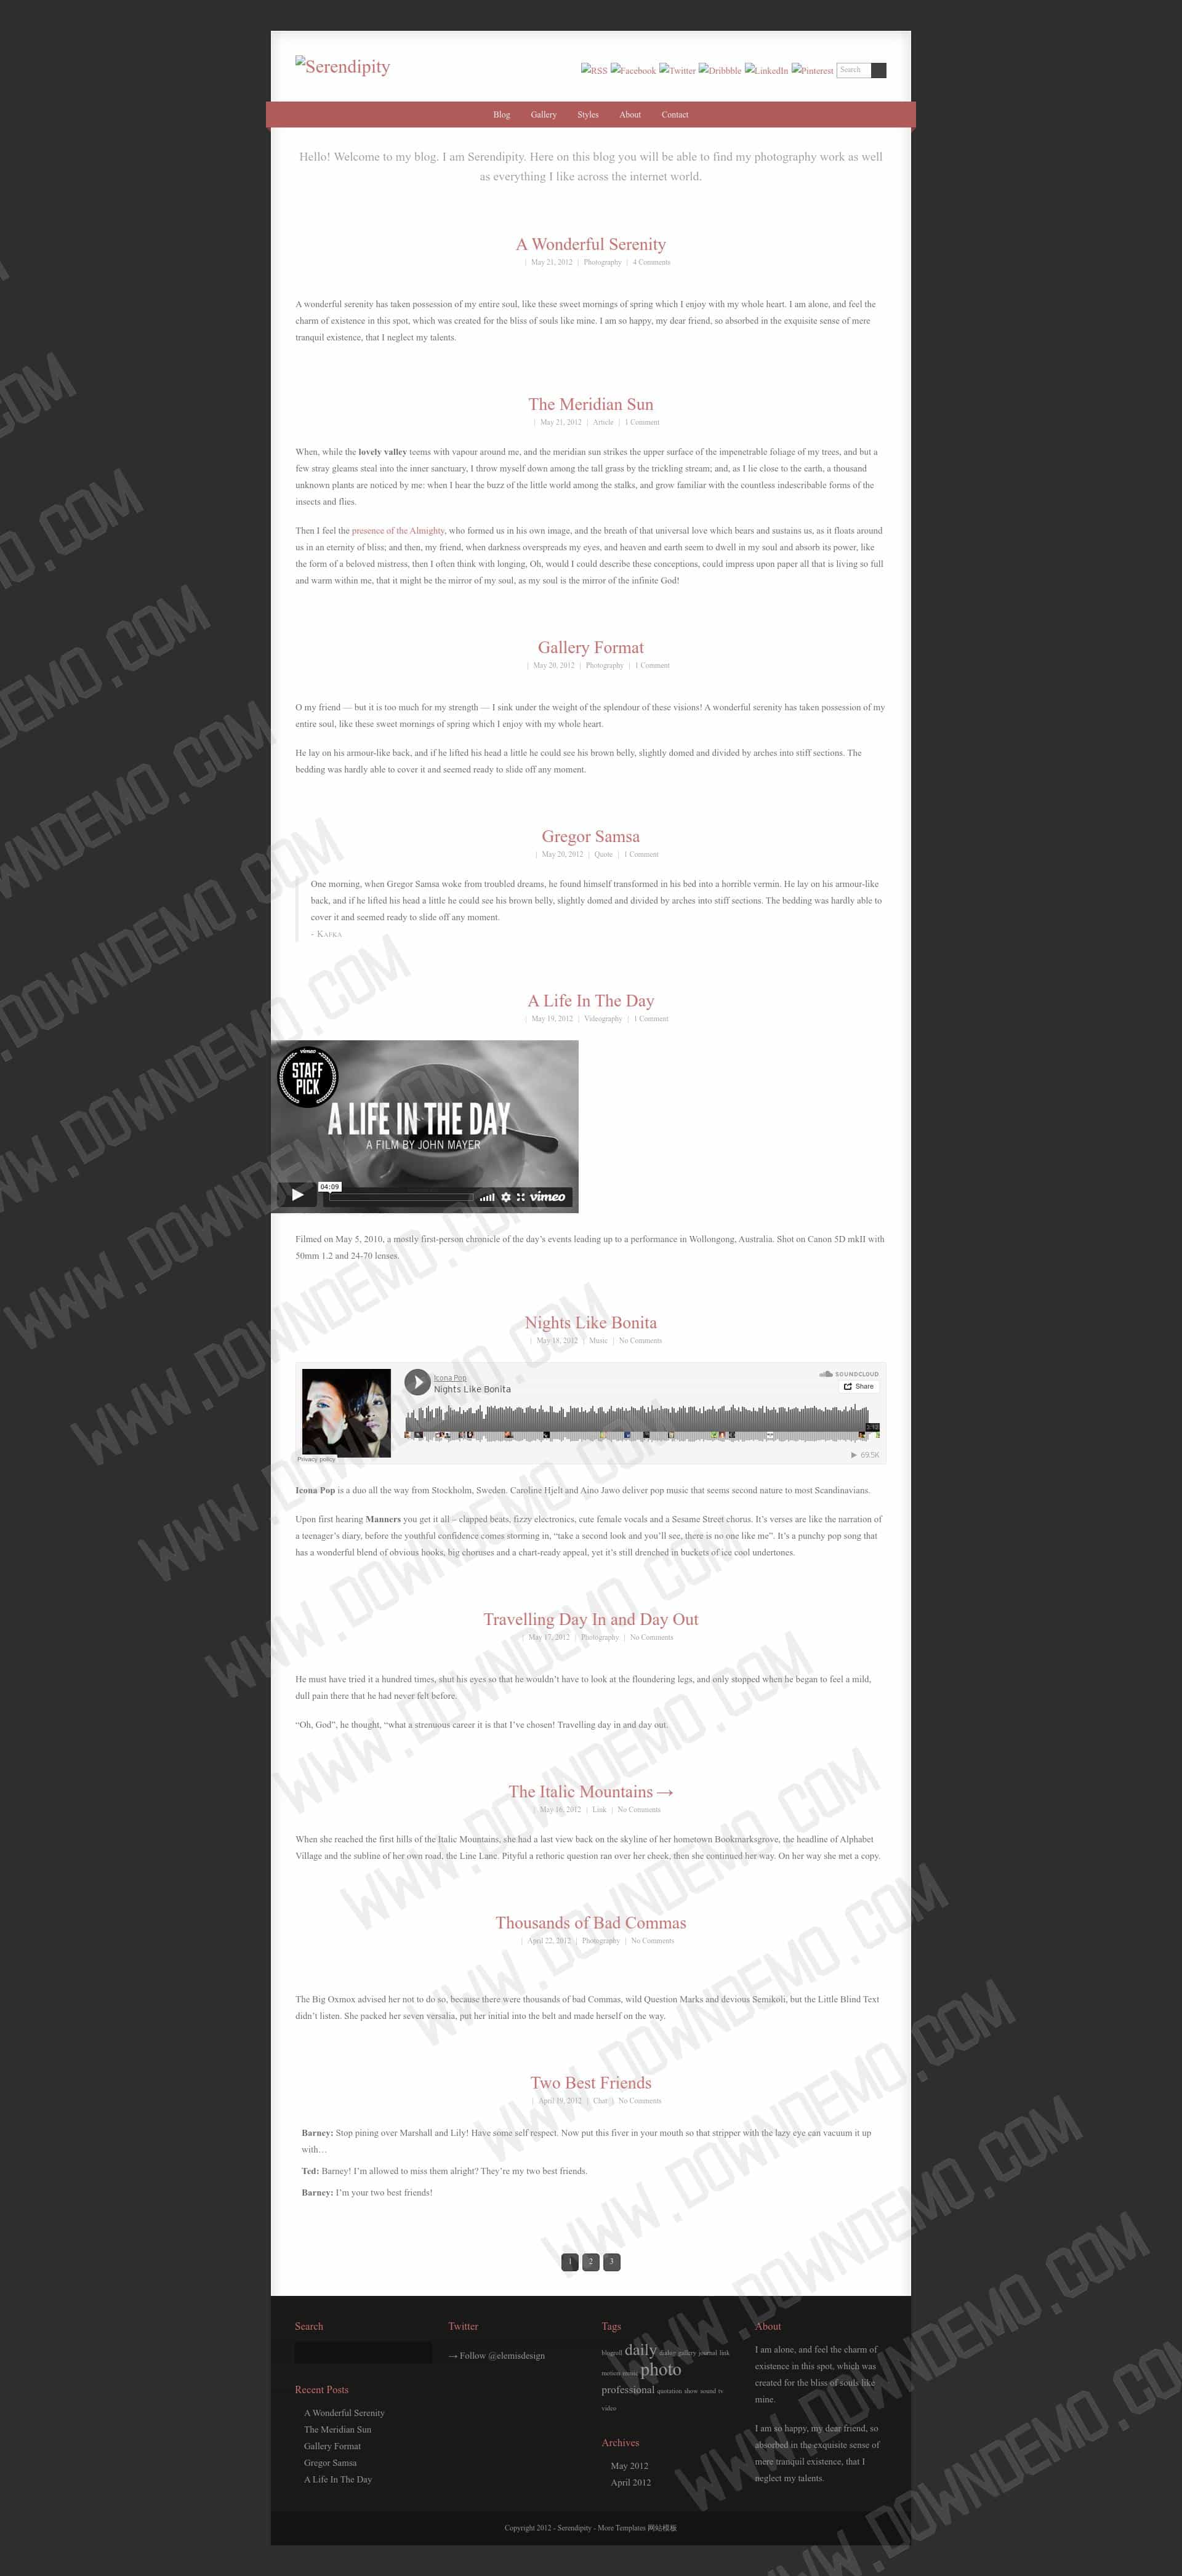 Serendipity
RSS Facebook Twitter Dribbble LinkedIn Pinterest Search
Blog Gallery Styles About Contact
Hello! Welcome to my blog. I am Serendipity. Here on this blog you will be able to find my photography work as well
as everything I like across the internet world.
A Wonderful Serenity
| May 21, 2012 | Photography | 4 Comments
A wonderful serenity has taken possession of my entire soul, like these sweet mornings of spring which I enjoy with my whole heart. I am alone, and feel the
charm of existence in this spot, which was created for the bliss of souls like mine. I am so happy, my dear friend, so absorbed in the exquisite sense of mere
tranquil existence, that I neglect my talents.
The Meridian Sun
| May 21, 2012 | Article | 1 Comment
When, while the lovely valley teems with vapour around me, and the meridian sun strikes the upper surface of the impenetrable foliage of my trees, and but a
few stray gleams steal into the inner sanctuary, I throw myself down among the tall grass by the trickling stream; and, as I lie close to the earth, a thousand
unknown plants are noticed by me: when I hear the buzz of the little world among the stalks, and grow familiar with the countless indescribable forms of the
insects and flies.
Then I feel the presence of the Almighty, who formed us in his own image, and the breath of that universal love which bears and sustains us, as it floats around
us in an eternity of bliss; and then, my friend, when darkness overspreads my eyes, and heaven and earth seem to dwell in my soul and absorb its power, like
the form of a beloved mistress, then I often think with longing, Oh, would I could describe these conceptions, could impress upon paper all that is living so full
and warm within me, that it might be the mirror of my soul, as my soul is the mirror of the infinite God!
Gallery Format
| May 20, 2012 | Photography | 1 Comment
O my friend — but it is too much for my strength — I sink under the weight of the splendour of these visions! A wonderful serenity has taken possession of my
entire soul, like these sweet mornings of spring which I enjoy with my whole heart.
He lay on his armour-like back, and if he lifted his head a little he could see his brown belly, slightly domed and divided by arches into stiff sections. The
bedding was hardly able to cover it and seemed ready to slide off any moment.
Gregor Samsa
| May 20, 2012 | Quote | 1 Comment
One morning, when Gregor Samsa woke from troubled dreams, he found himself transformed in his bed into a horrible vermin. He lay on his armour-like
back, and if he lifted his head a little he could see his brown belly, slightly domed and divided by arches into stiff sections. The bedding was hardly able to
cover it and seemed ready to slide off any moment.
- Kafka
A Life In The Day
| May 19, 2012 | Videography | 1 Comment
vimeo
STAFF
PICK
A LIFE IN THE DAY
A FILM BY JOHN MAYER
04:09
vimeo
Filmed on May 5, 2010, a mostly first-person chronicle of the day’s events leading up to a performance in Wollongong, Australia. Shot on Canon 5D mkII with
50mm 1.2 and 24-70 lenses.
Nights Like Bonita
| May 18, 2012 | Music | No Comments
Icona Pop
Nights Like Bonita
SOUNDCLOUD
Share
69.5K
Privacy policy
Icona Pop is a duo all the way from Stockholm, Sweden. Caroline Hjelt and Aino Jawo deliver pop music that seems second nature to most Scandinavians.
Upon first hearing Manners you get it all – clapped beats, fizzy electronics, cute female vocals and a Sesame Street chorus. It’s verses are like the narration of
a teenager’s diary, before the youthful confidence comes storming in, “take a second look and you’ll see, there is no one like me”. It’s a punchy pop song that
has a wonderful blend of obvious hooks, big choruses and a chart-ready appeal, yet it’s still drenched in buckets of ice cool undertones.
Travelling Day In and Day Out
| May 17, 2012 | Photography | No Comments
He must have tried it a hundred times, shut his eyes so that he wouldn’t have to look at the floundering legs, and only stopped when he began to feel a mild,
dull pain there that he had never felt before.
“Oh, God”, he thought, “what a strenuous career it is that I’ve chosen! Travelling day in and day out.
The Italic Mountains →
| May 16, 2012 | Link | No Comments
When she reached the first hills of the Italic Mountains, she had a last view back on the skyline of her hometown Bookmarksgrove, the headline of Alphabet
Village and the subline of her own road, the Line Lane. Pityful a rethoric question ran over her cheek, then she continued her way. On her way she met a copy.
Thousands of Bad Commas
| April 22, 2012 | Photography | No Comments
The Big Oxmox advised her not to do so, because there were thousands of bad Commas, wild Question Marks and devious Semikoli, but the Little Blind Text
didn’t listen. She packed her seven versalia, put her initial into the belt and made herself on the way.
Two Best Friends
| April 19, 2012 | Chat | No Comments
Barney: Stop pining over Marshall and Lily! Have some self respect. Now put this fiver in your mouth so that stripper with the lazy eye can vacuum it up
with…
Ted: Barney! I’m allowed to miss them alright? They’re my two best friends.
Barney: I’m your two best friends!
1 2 3
Search
Recent Posts
A Wonderful Serenity
The Meridian Sun
Gallery Format
Gregor Samsa
A Life In The Day
Twitter
→ Follow @elemisdesign
Tags
blogroll daily gallery journal link
motion music photo
professional quotation show sound tv
video
Archives
May 2012
April 2012
About
I am alone, and feel the charm of
existence in this spot, which was
created for the bliss of souls like
mine.
I am so happy, my dear friend, so
absorbed in the exquisite sense of
mere tranquil existence, that I
neglect my talents.
Copyright 2012 - Serendipity - More Templates 网站模板
WWW.DOWNDEMO.COM